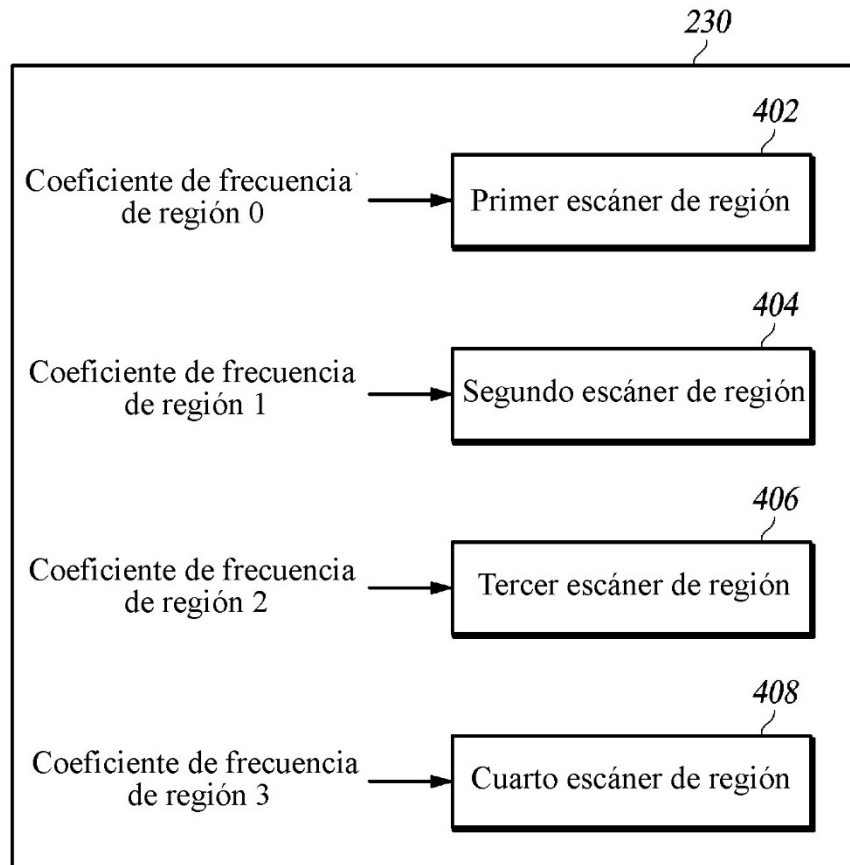 230
402
Coeficiente de frecuencia
de región 0
Primer escáner de región
404
Coeficiente de frecuencia
de región 1
Segundo escáner de región
406
Coeficiente de frecuencia
de región 2
Tercer escáner de región
408
Coeficiente de frecuencia
de región 3
Cuarto escáner de región